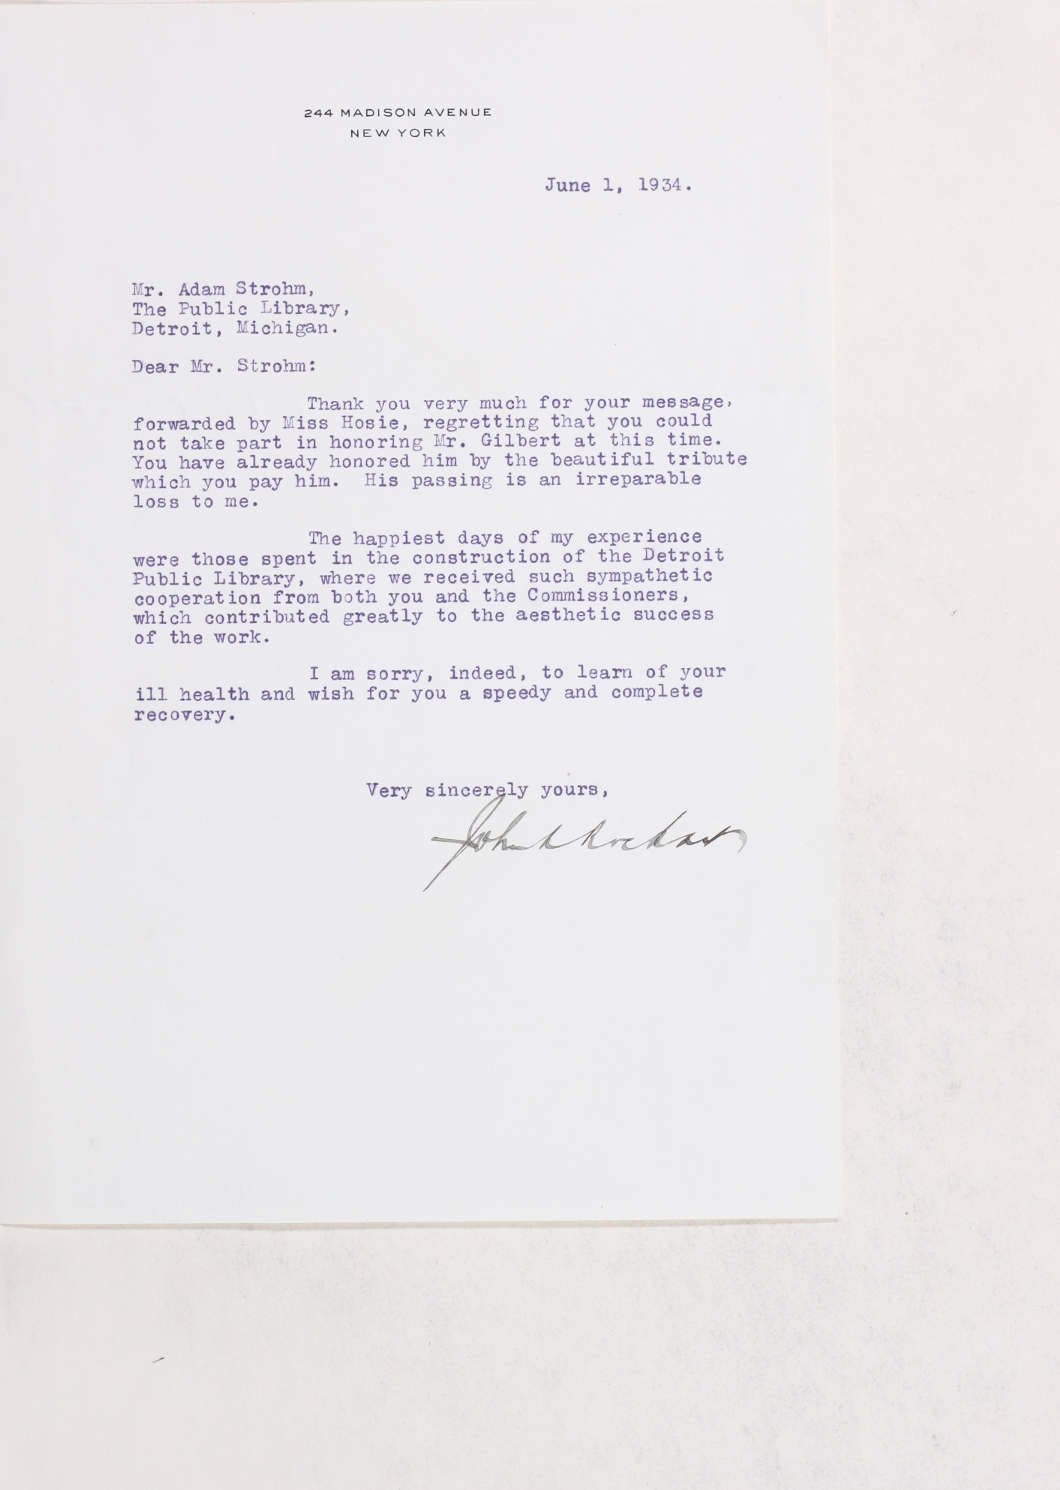 244 MADISON AVENUE
NEW YORK
June 1, 1934.
Mr. Adam Strohm,
The Public Library,
Detroit, Michigan.
Dear Mr. Strohm:
Thank you very much for your message,
forwarded by Miss Hosie, regretting that you could
not take part in honoring Mr. Gilbert at this time.
You have already honored him by the beautiful tribute
which you pay him.  His passing is an irreparable
loss to me.
The happiest days of my experience
were those spent in the construction of the Detroit
Public Library, where we received such sympathetic
cooperation from both you and the Commissioners,
which contributed greatly to the aesthetic success
of the work.
I am sorry, indeed, to learn of your
ill health and wish for you a speedy and complete
recovery.
Very sincerely yours,
John